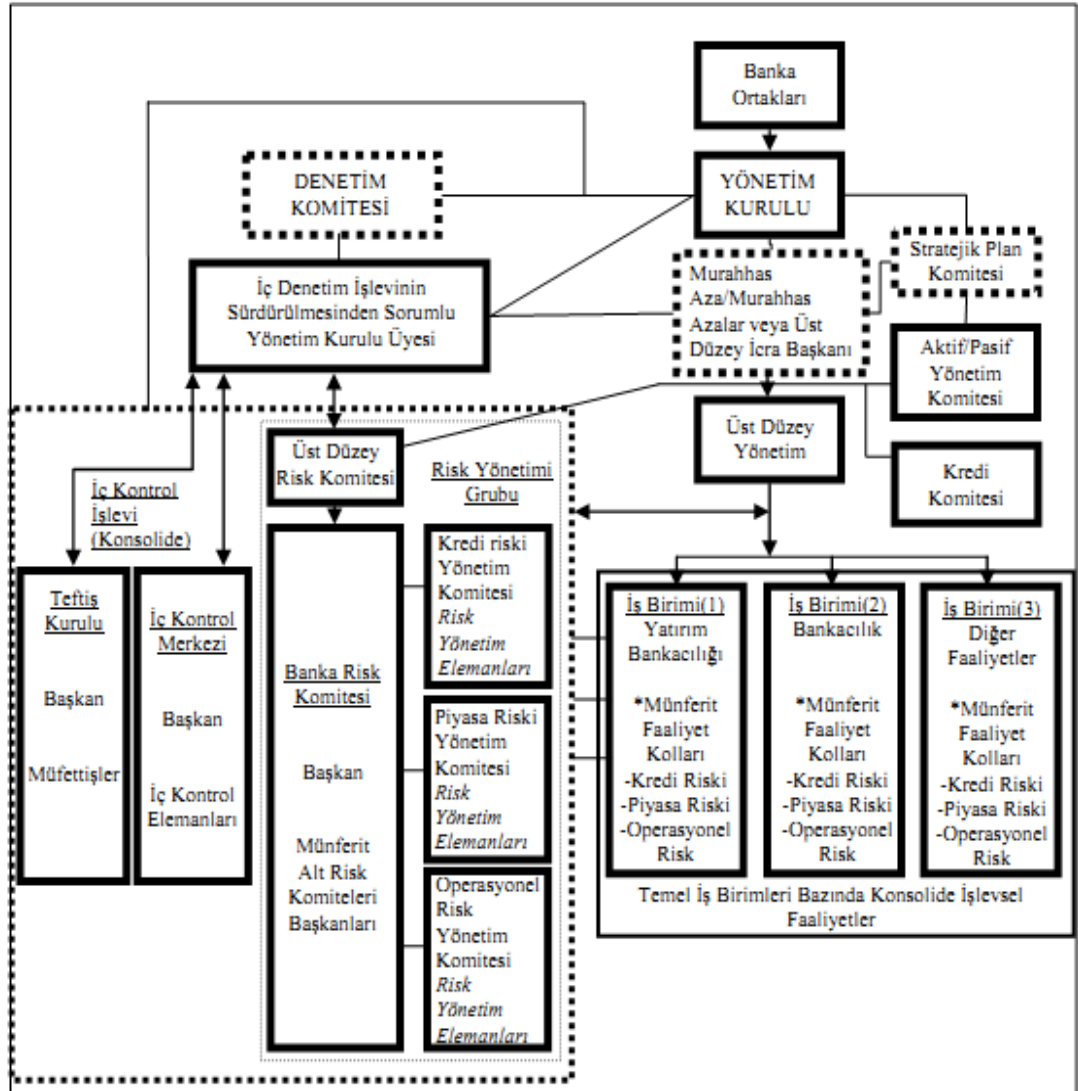 Banka
Ortakları
DENETİM
KOMİTESİ
YÖNETİM
KURULU
Stratejik Plan
Komitesi
İç Denetim İşlevinin
Sürdürülmesinden Sorumlu
Yönetim Kurulu Üyesi
Murahhas
Aza/Murahhas
Azalar veya Üst
Düzey İcra Başkanı
Aktif/Pasif
Yönetim
Komitesi
Üst Düzey
Yönetim
Kredi
Komitesi
Üst Düzey
Risk Komitesi
Risk Yönetimi
Grubu
İç Kontrol
İşlevi
(Konsolide)
Teftiş
Kurulu
Başkan
Müfettişler
İç Kontrol
Merkezi
Başkan
İç Kontrol
Elemanları
Banka Risk
Komitesi
Başkan
Münferit
Alt Risk
Komiteleri
Başkanları
Kredi riski
Yönetim
Komitesi
Risk
Yönetim
Elemanları
Piyasa Riski
Yönetim
Komitesi
Risk
Yönetim
Elemanları
Operasyonel
Risk
Yönetim
Komitesi
Risk
Yönetim
Elemanları
İş Birimi(1)
Yatırım
Bankacılığı
*Münferit
Faaliyet
Kolları
-Kredi Riski
-Piyasa Riski
-Operasyonel
Risk
İş Birimi(2)
Bankacılık
*Münferit
Faaliyet
Kolları
-Kredi Riski
-Piyasa Riski
-Operasyonel
Risk
İş Birimi(3)
Diğer
Faaliyetler
*Münferit
Faaliyet
Kolları
-Kredi Riski
-Piyasa Riski
-Operasyonel
Risk
Temel İş Birimleri Bazında Konsolide İşlevsel
Faaliyetler